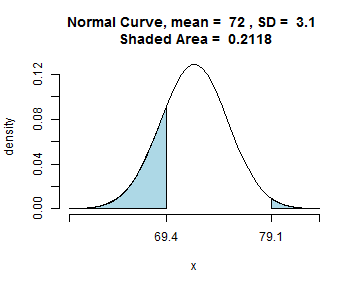 Normal Curve, mean =  72 , SD =  3.1
Shaded Area =  0.2118
0.12
0.08
0.04
0.00
density
69.4
79.1
x